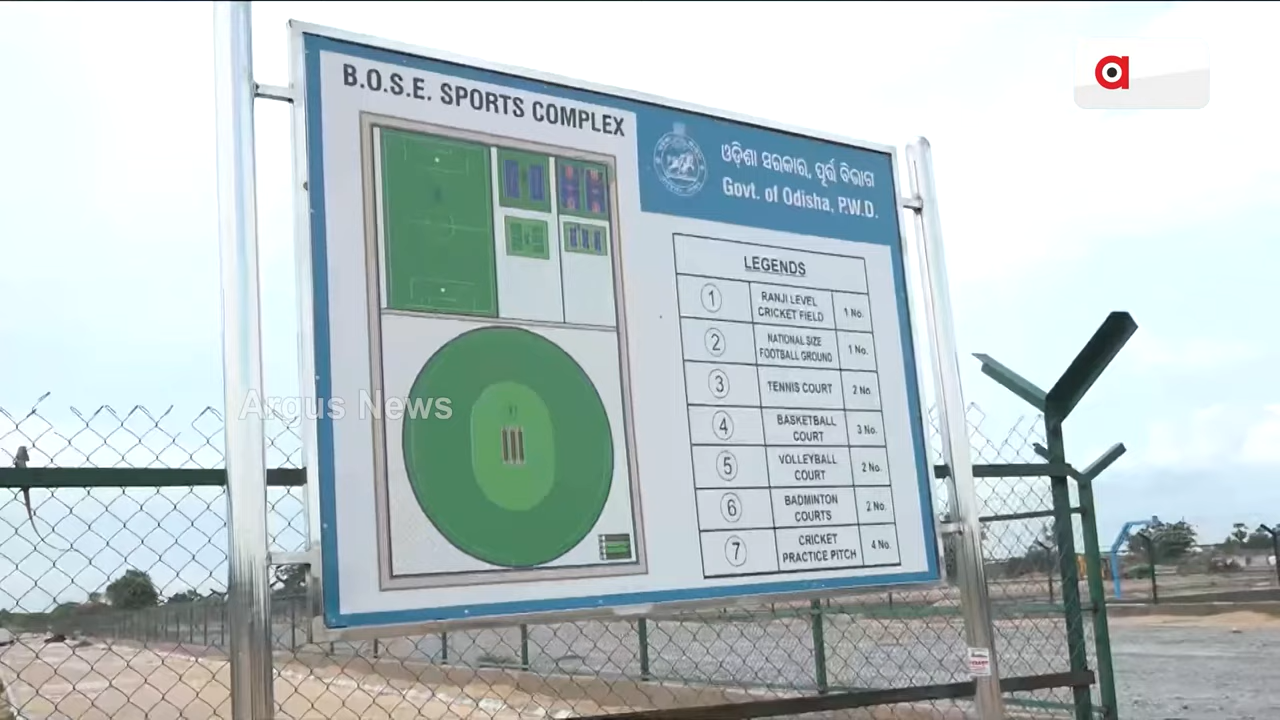 B.O.S.E. SPORTS COMPLEX
ଓଡ଼ିଶା ସରକାର, ପୂର୍ତ୍ତ ବିଭାଗ
Govt. of Odisha, P.W.D.
LEGENDS
1 RANJI LEVEL CRICKET FIELD 1 No.
2 NATIONAL SIZE FOOTBALL GROUND 1 No.
3 TENNIS COURT 2 No.
4 BASKETBALL COURT 3 No.
5 VOLLEYBALL COURT 2 No.
6 BADMINTON COURTS 2 No.
7 CRICKET PRACTICE PITCH 4 No.
Argus News
a